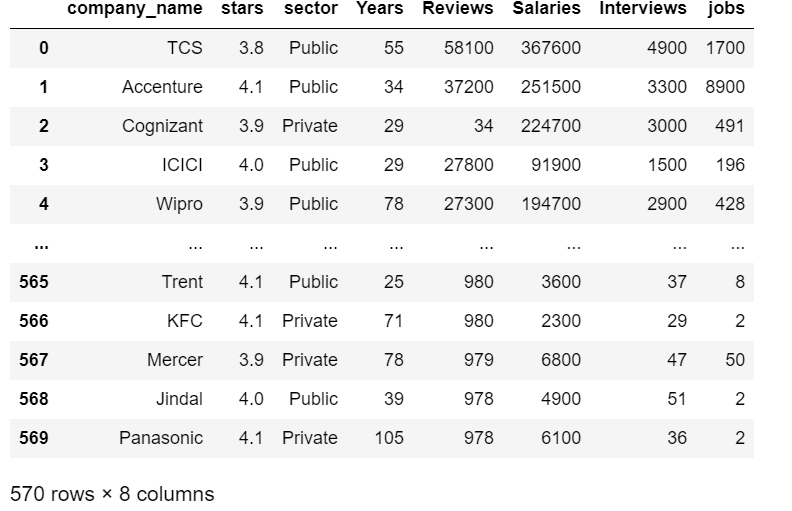 company_name stars sector Years Reviews Salaries Interviews jobs
0 TCS 3.8 Public 55 58100 367600 4900 1700
1 Accenture 4.1 Public 34 37200 251500 3300 8900
2 Cognizant 3.9 Private 29 34 224700 3000 491
3 ICICI 4.0 Public 29 27800 91900 1500 196
4 Wipro 3.9 Public 78 27300 194700 2900 428
... ... ... ... ... ... ... ... ...
565 Trent 4.1 Public 25 980 3600 37 8
566 KFC 4.1 Private 71 980 2300 29 2
567 Mercer 3.9 Private 78 979 6800 47 50
568 Jindal 4.0 Public 39 978 4900 51 2
569 Panasonic 4.1 Private 105 978 6100 36 2
570 rows × 8 columns